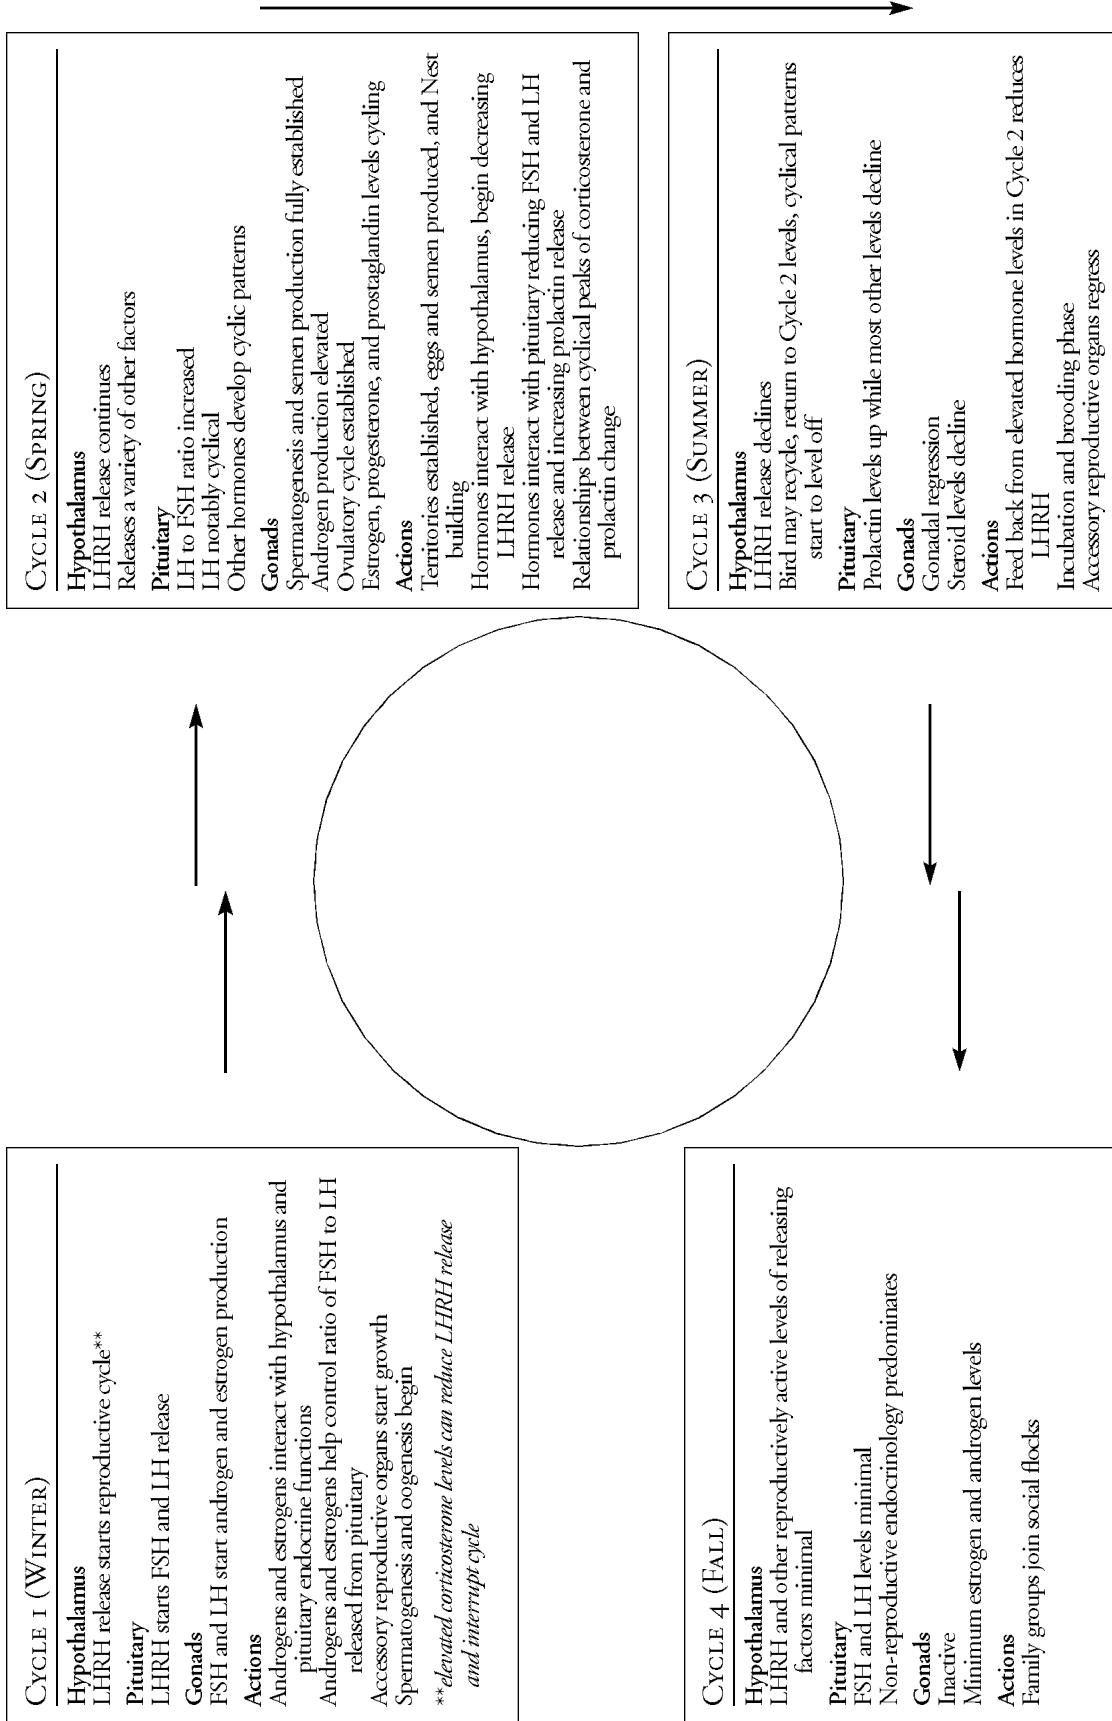 CYCLE 1 (WINTER)
Hypothalamus
LHRH release starts reproductive cycle**
Pituitary
LHRH starts FSH and LH release
Gonads
FSH and LH start androgen and estrogen production
Actions
Androgens and estrogens interact with hypothalamus and
pituitary endocrine functions
Androgens and estrogens help control ratio of FSH to LH
released from pituitary
Accessory reproductive organs start growth
Spermatogenesis and oogenesis begin
**elevated corticosterone levels can reduce LHRH release
and interrupt cycle
CYCLE 2 (SPRING)
Hypothalamus
LHRH release continues
Releases a variety of other factors
Pituitary
LH to FSH ratio increased
LH notably cyclical
Other hormones develop cyclic patterns
Gonads
Spermatogenesis and semen production fully established
Androgen production elevated
Ovulatory cycle established
Estrogen, progesterone, and prostaglandin levels cycling
Actions
Territories established, eggs and semen produced, and Nest
building
Hormones interact with hypothalamus, begin decreasing
LHRH release
Hormones interact with pituitary reducing FSH and LH
release and increasing prolactin release
Relationships between cyclical peaks of corticosterone and
prolactin change
CYCLE 3 (SUMMER)
Hypothalamus
LHRH release declines
Bird may recycle, return to Cycle 2 levels, cyclical patterns
start to level off
Pituitary
Prolactin levels up while most other levels decline
Gonads
Gonadal regression
Steroid levels decline
Actions
Feed back from elevated hormone levels in Cycle 2 reduces
LHRH
Incubation and brooding phase
Accessory reproductive organs regress
CYCLE 4 (FALL)
Hypothalamus
LHRH and other reproductively active levels of releasing
factors minimal
Pituitary
FSH and LH levels minimal
Non-reproductive endocrinology predominates
Gonads
Inactive
Minimum estrogen and androgen levels
Actions
Family groups join social flocks